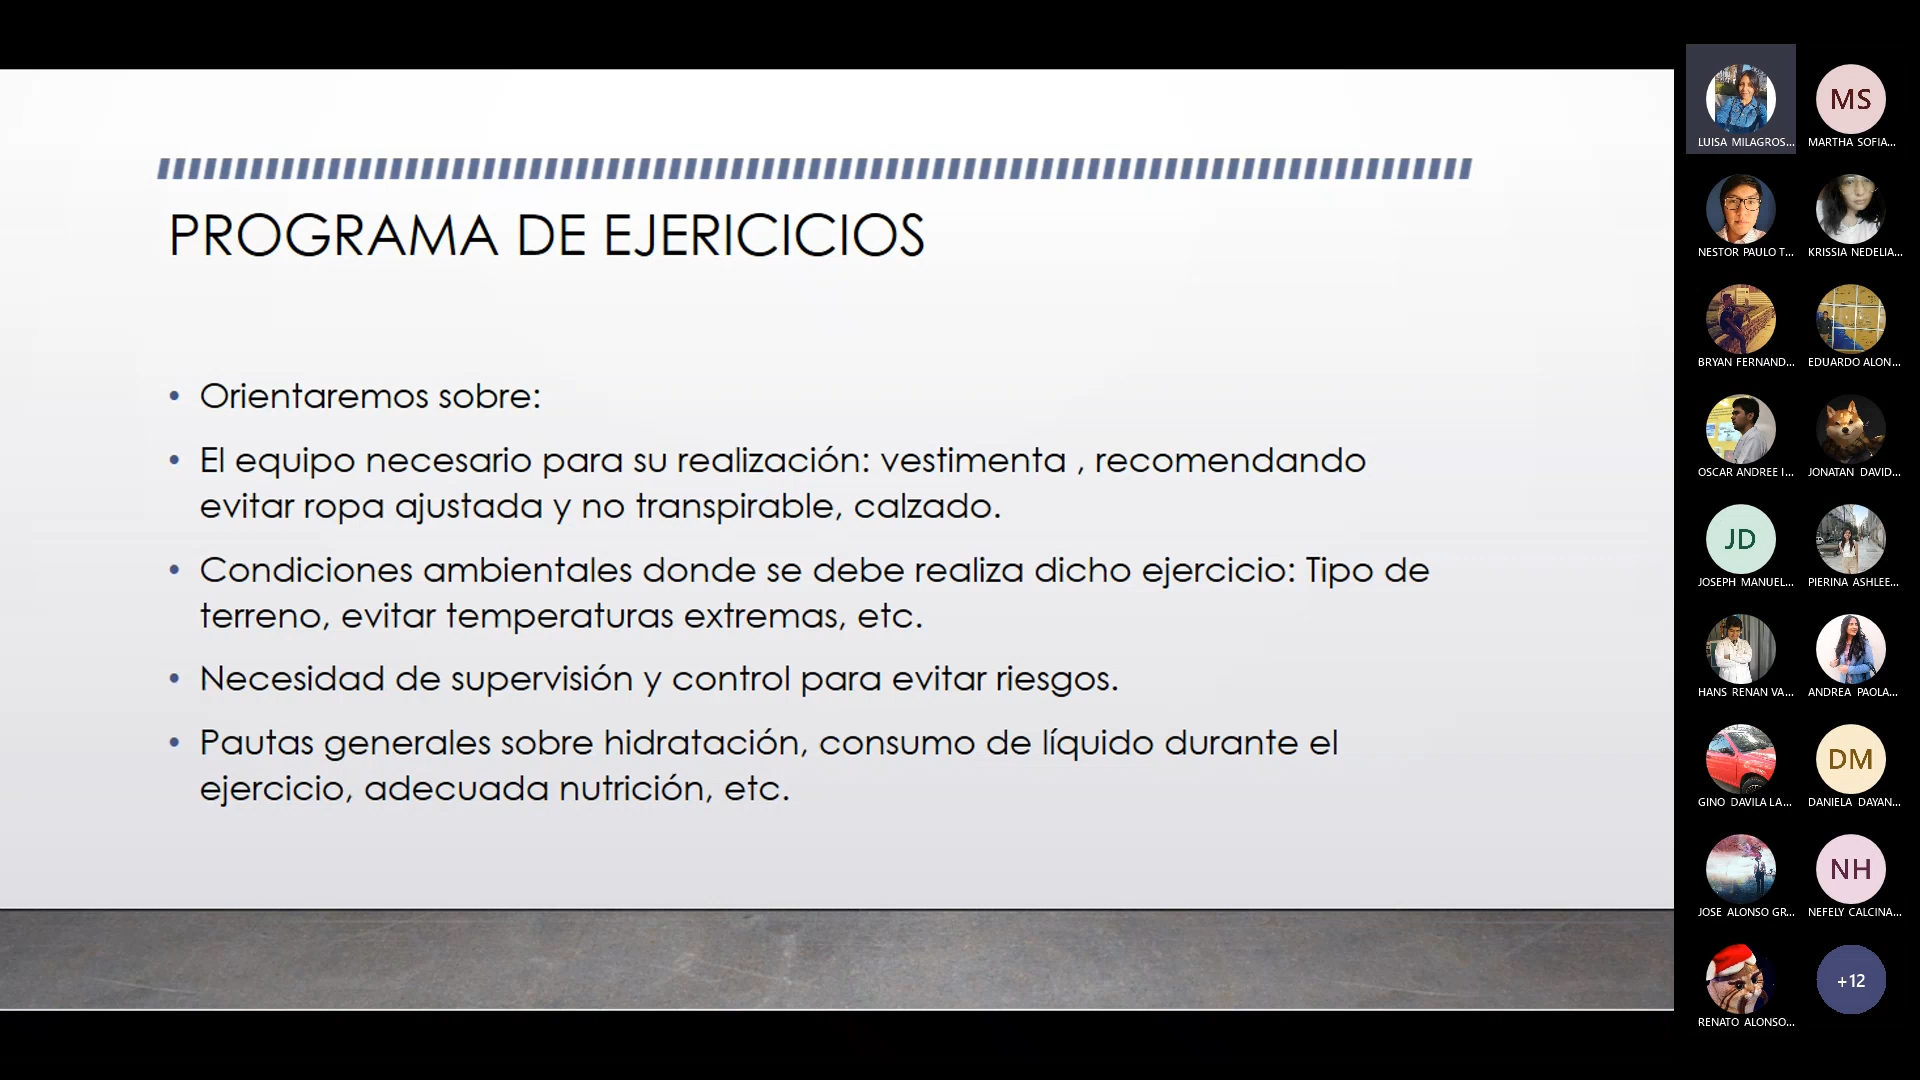 PROGRAMA DE EJERICICIOS
• Orientaremos sobre:
• El equipo necesario para su realización: vestimenta , recomendando
evitar ropa ajustada y no transpirable, calzado.
• Condiciones ambientales donde se debe realiza dicho ejercicio: Tipo de
terreno, evitar temperaturas extremas, etc.
• Necesidad de supervisión y control para evitar riesgos.
• Pautas generales sobre hidratación, consumo de líquido durante el
ejercicio, adecuada nutrición, etc.
MS
LUISA MILAGROS...
MARTHA SOFIA...
NESTOR PAULO T...
KRISSIA NEDELIA...
BRYAN FERNAND...
EDUARDO ALON...
OSCAR ANDREE I...
JONATAN DAVID...
JD
JOSEPH MANUEL...
PIERINA ASHLEE...
HANS RENAN VA...
ANDREA PAOLA...
DM
GINO DAVILA LA...
DANIELA DAYAN...
NH
JOSE ALONSO GR...
NEFELY CALCINA...
+12
RENATO ALONSO...